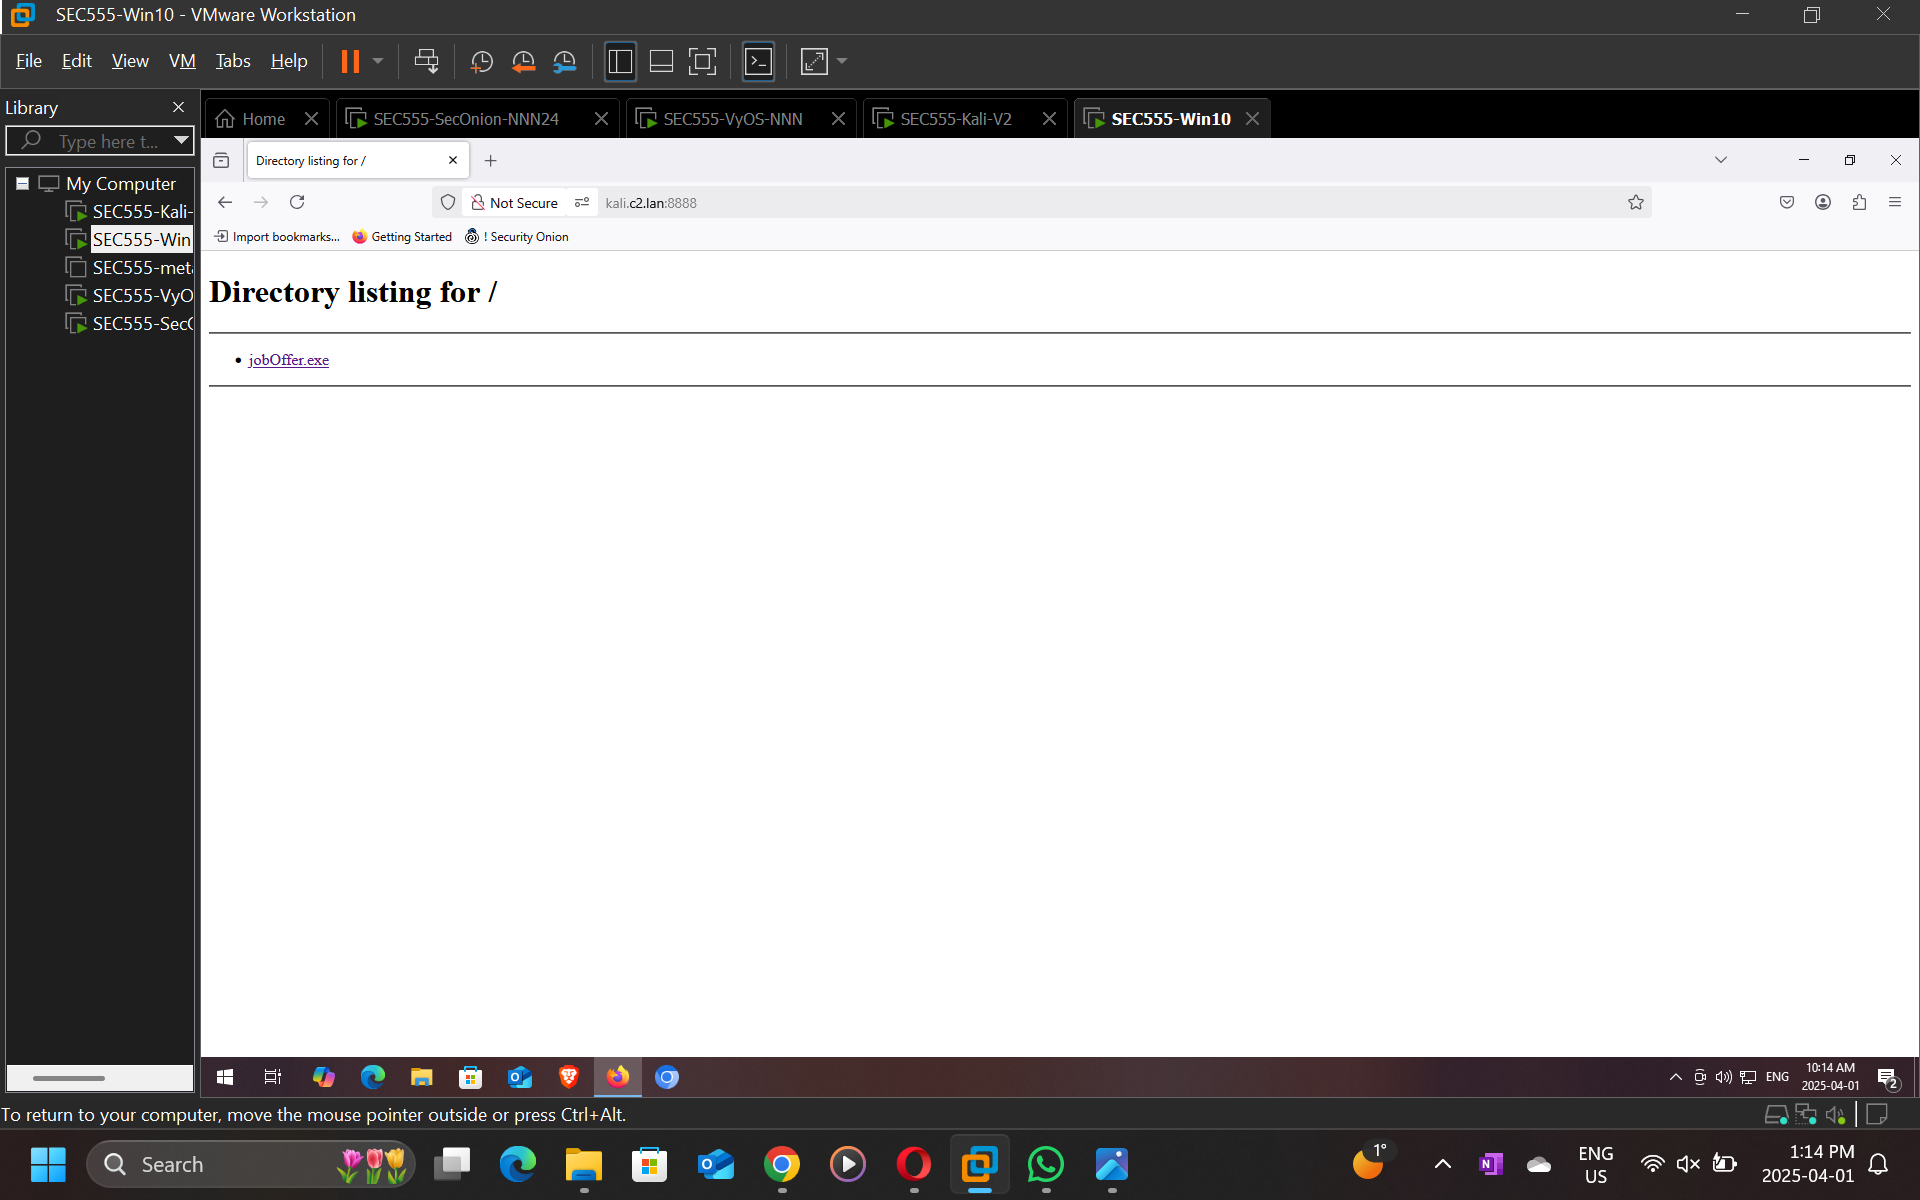 SEC555-Win10 - VMware Workstation
File Edit View VM Tabs Help
Library
Type here t...
My Computer
SEC555-Kali-
SEC555-Win
SEC555-meta
SEC555-VyO
SEC555-SecO
Home
SEC555-SecOnion-NNN24
SEC555-VyOS-NNN
SEC555-Kali-V2
SEC555-Win10
Directory listing for /
Not Secure
kali.c2.lan:8888
Import bookmarks...
Getting Started
! Security Onion
Directory listing for /
jobOffer.exe
ENG
10:14 AM
2025-04-01
2
To return to your computer, move the mouse pointer outside or press Ctrl+Alt.
Search
1°
ENG
US
1:14 PM
2025-04-01